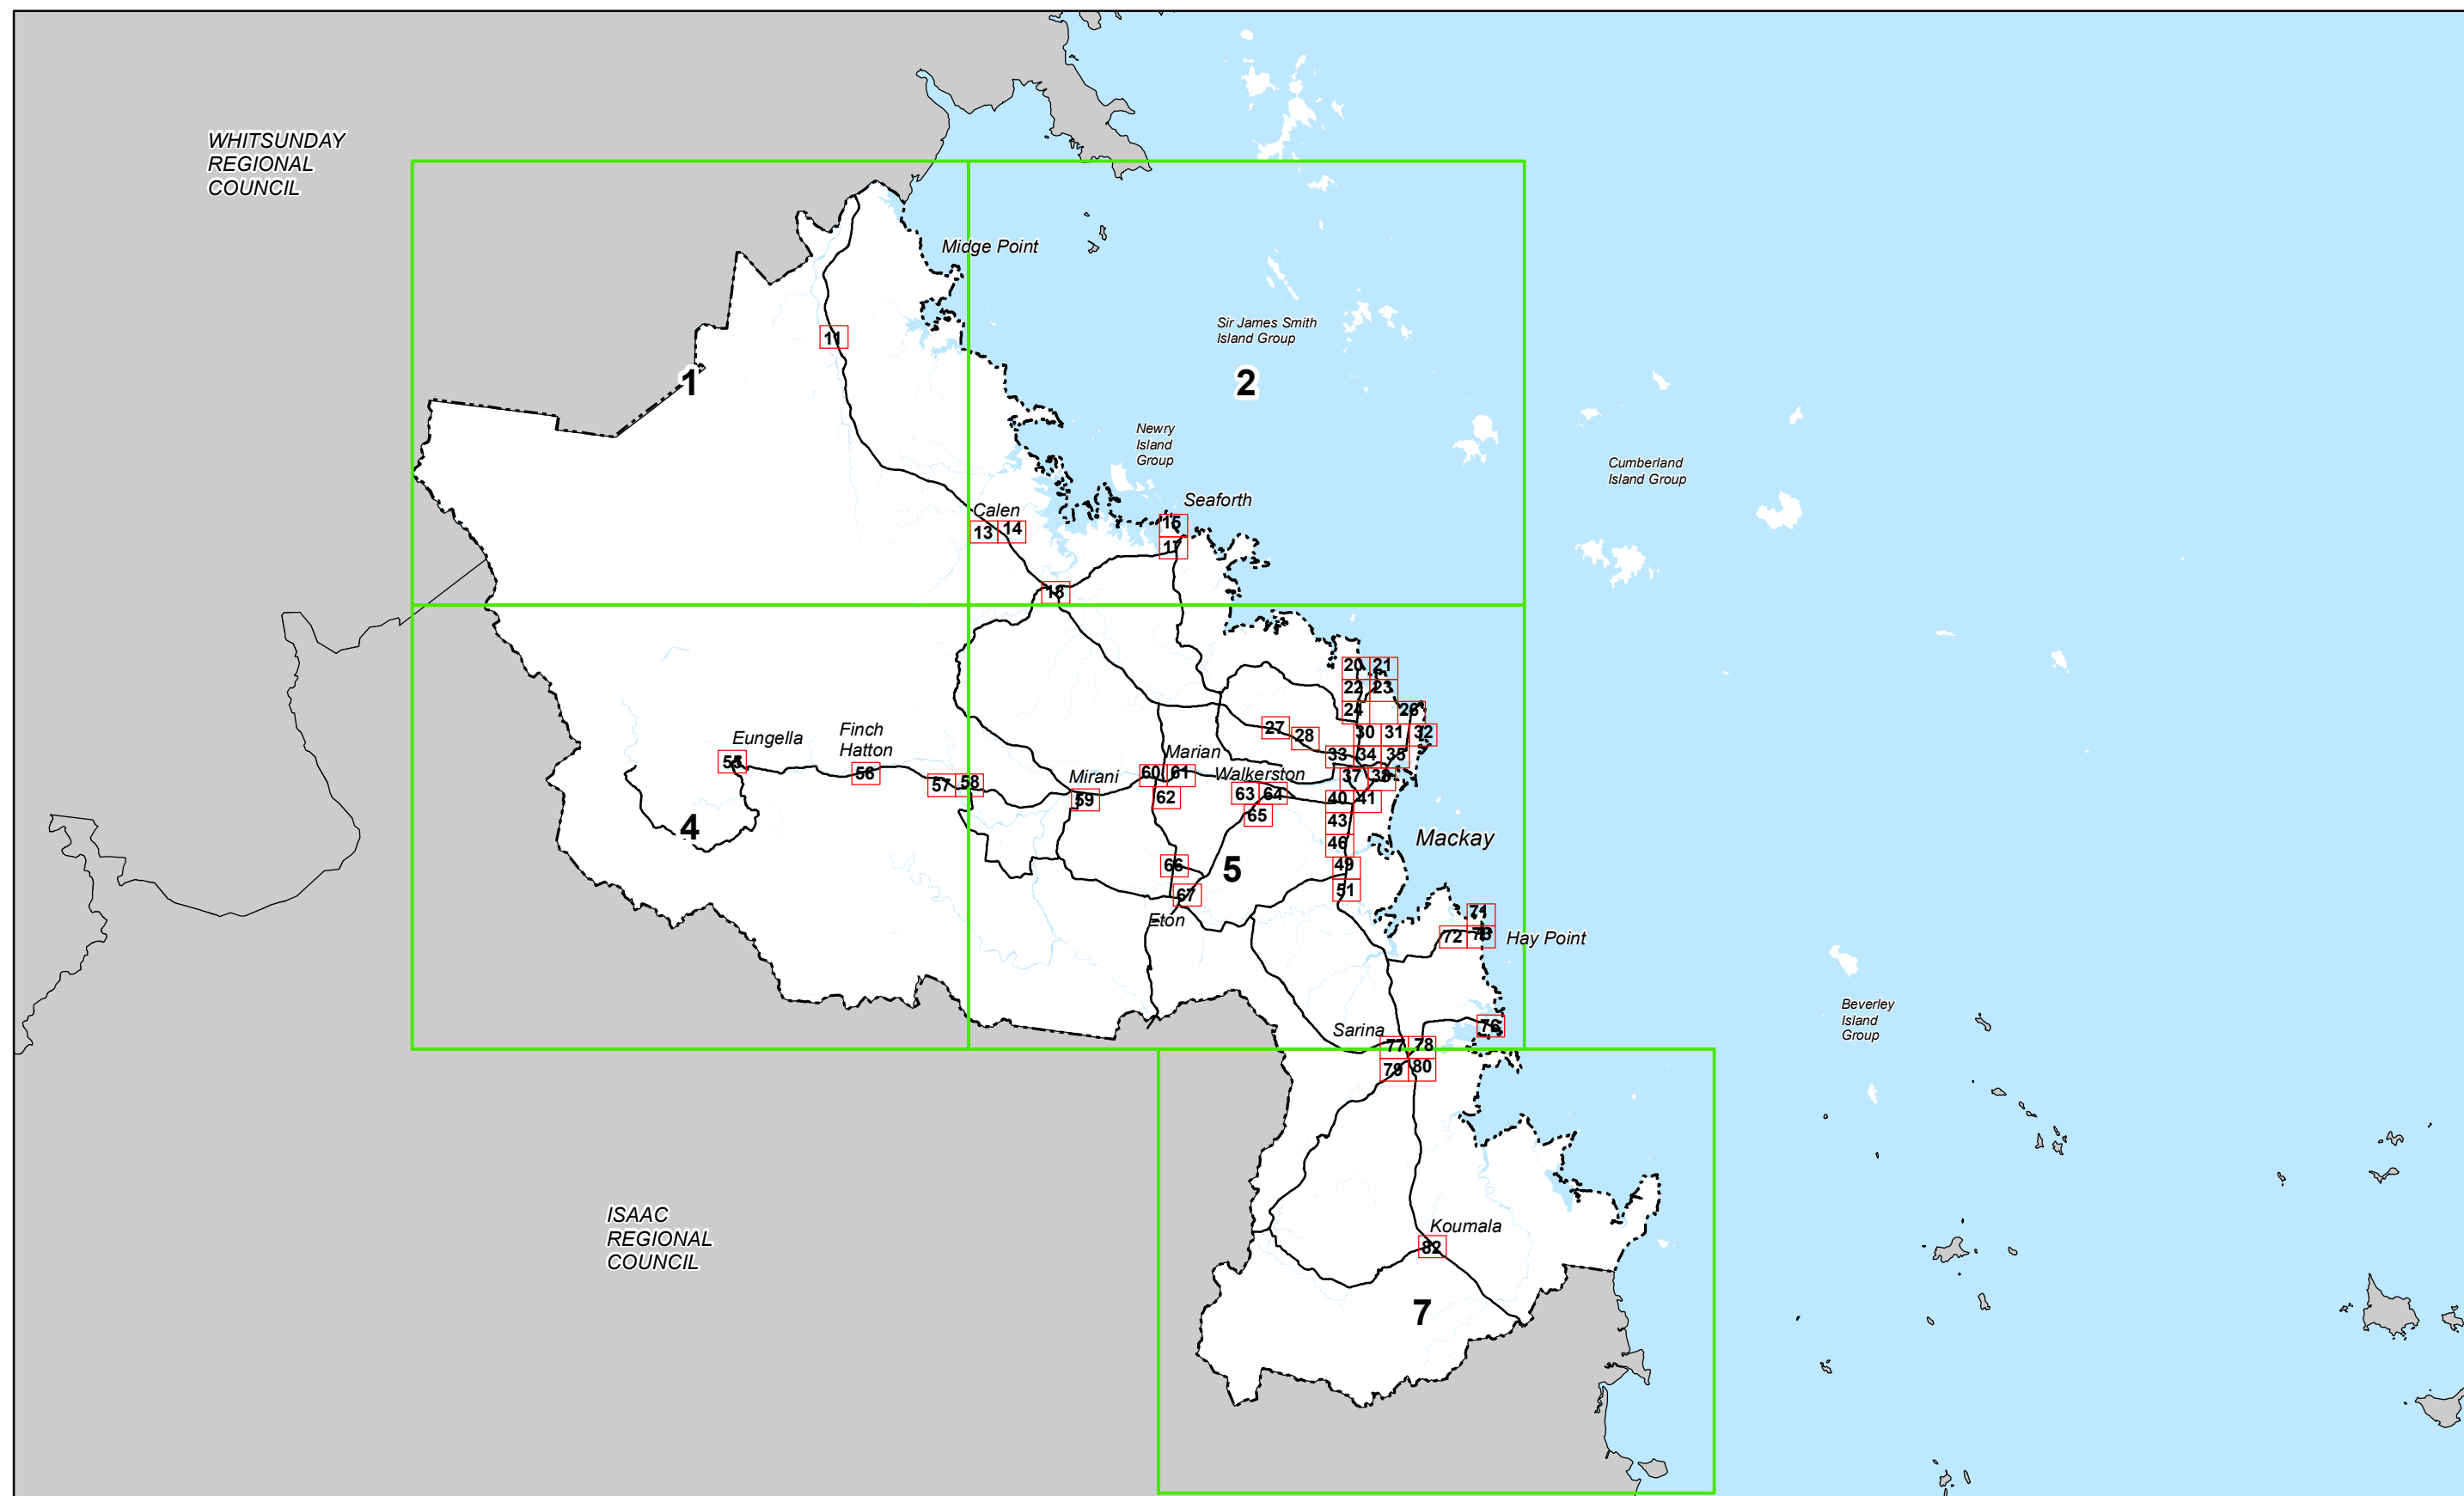 WHITSUNDAY
REGIONAL
COUNCIL
Midge Point
Sir James Smith
Island Group
11
1
2
Newry
Island
Group
Cumberland
Island Group
Seaforth
Calen
13 14
15
17
18
20 21
22 23
24 26
27 28
30 31 32
33 34 35
Eungella
Finch
Hatton
Marian
Mirani
Walkerston
56
57 58
59
60 61
62
63 64
65
37
40 41
43
46
49
51
4
5
Mackay
66
67
Eton
71
72
Hay Point
76
Beverley
Island
Group
Sarina
77 78
79 80
ISAAC
REGIONAL
COUNCIL
Koumala
82
7